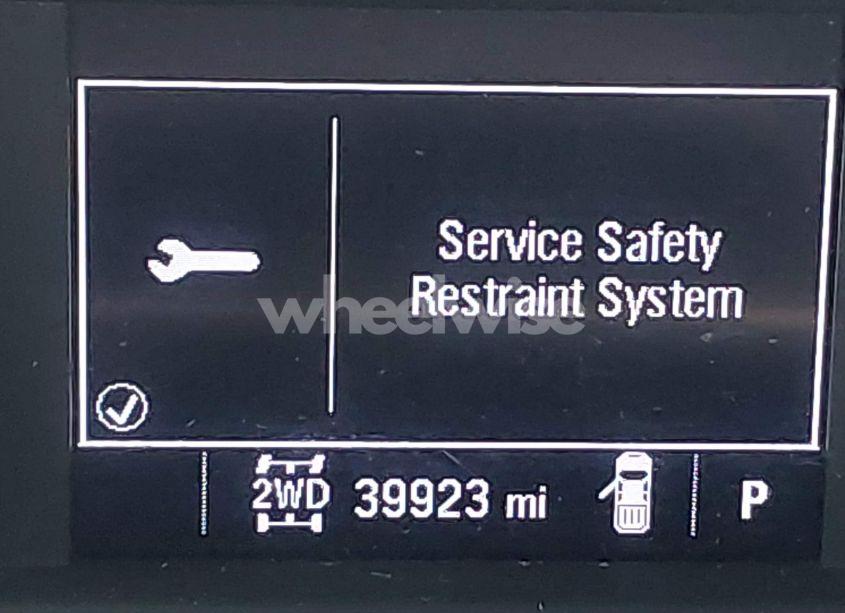 Service Safety
Restraint System
wheelwise
2WD 39923 mi P